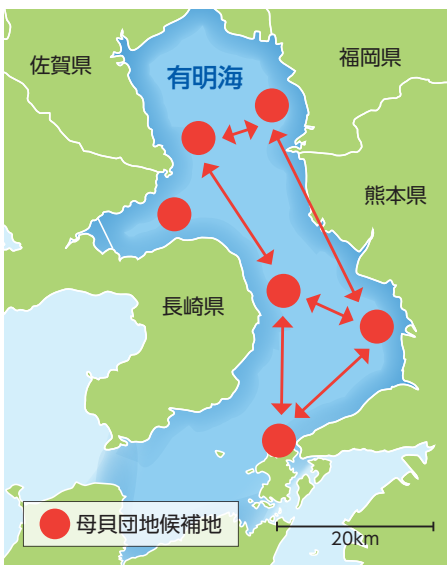 佐賀県
福岡県
有明海
熊本県
長崎県
母貝団地候補地
20km